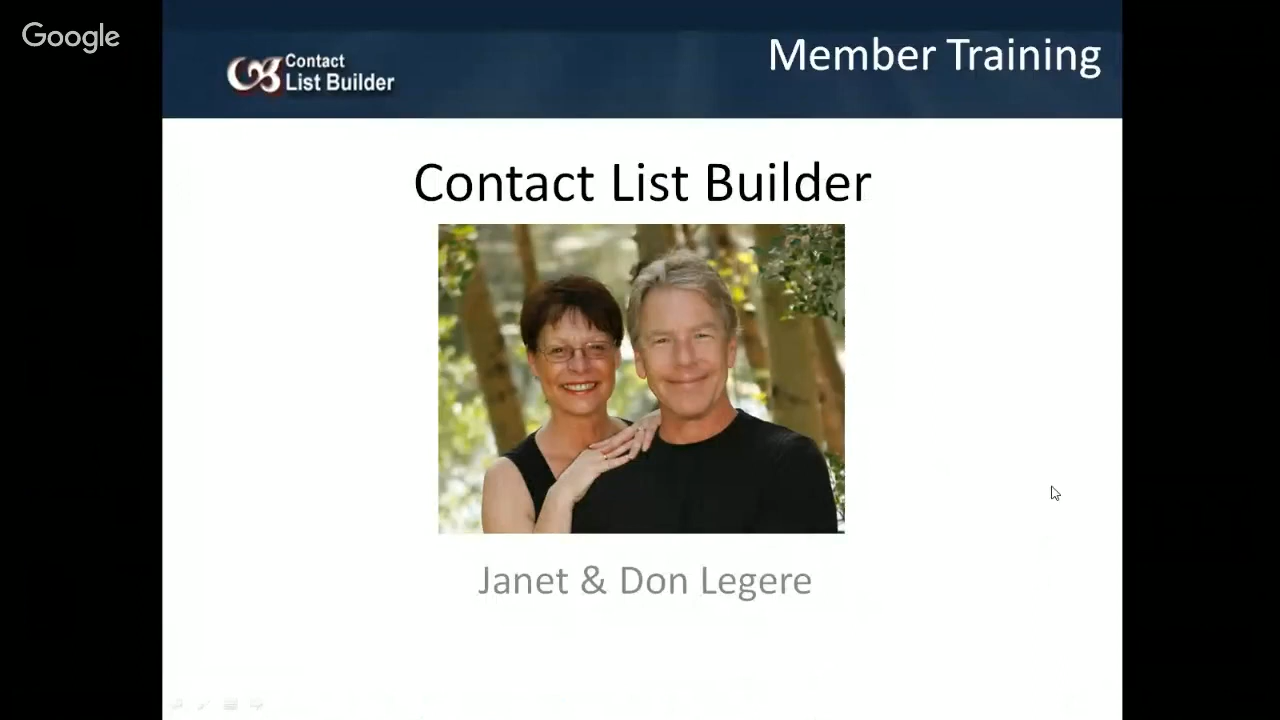 Google
Contact
List Builder
Member Training
Contact List Builder
Janet & Don Legere